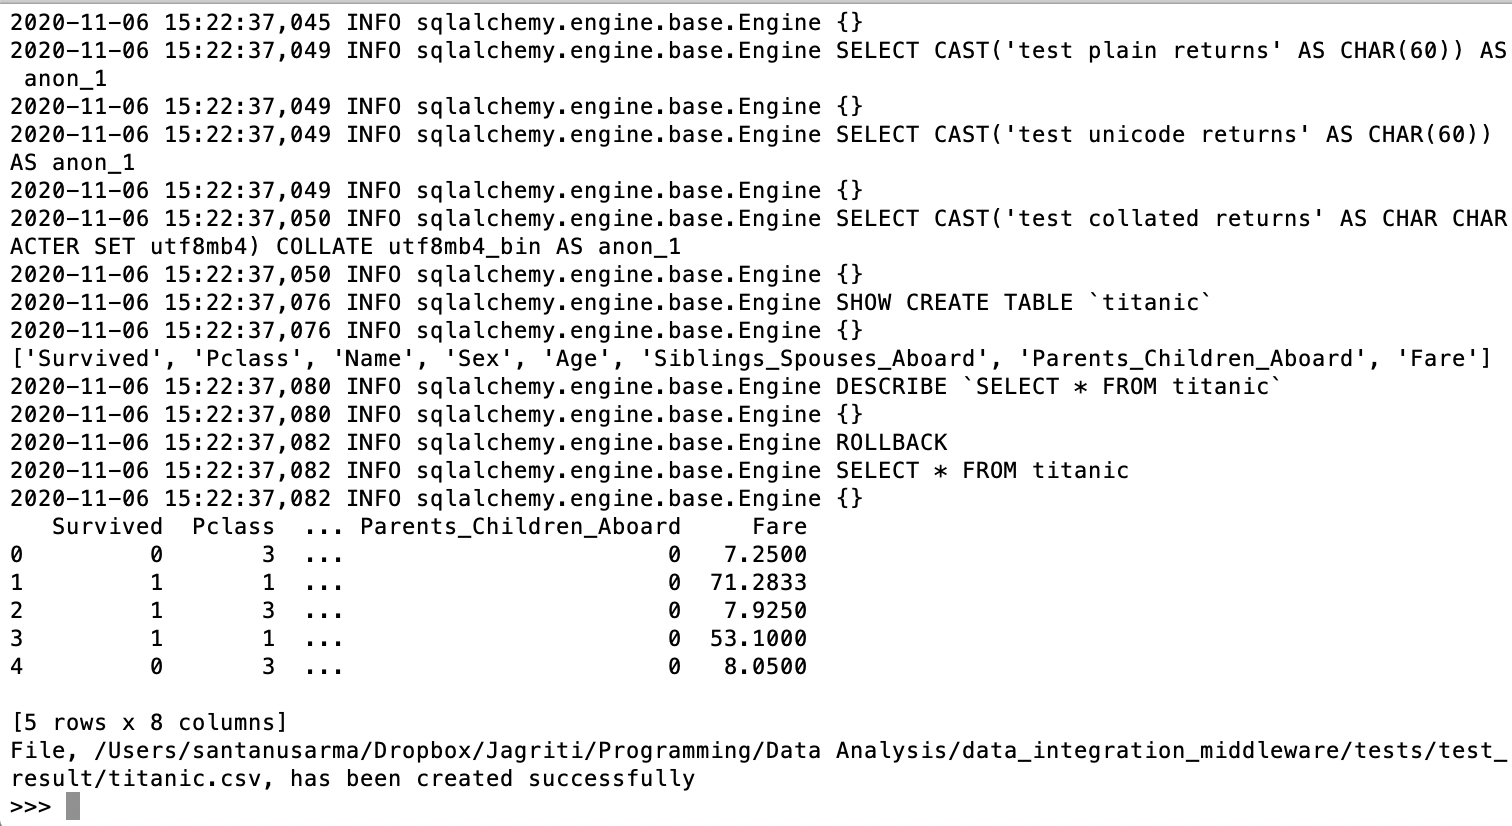 2020-11-06 15:22:37,045 INFO sqlalchemy.engine.base.Engine {}
2020-11-06 15:22:37,049 INFO sqlalchemy.engine.base.Engine SELECT CAST('test plain returns' AS CHAR(60)) AS
 anon_1
2020-11-06 15:22:37,049 INFO sqlalchemy.engine.base.Engine {}
2020-11-06 15:22:37,049 INFO sqlalchemy.engine.base.Engine SELECT CAST('test unicode returns' AS CHAR(60))
AS anon_1
2020-11-06 15:22:37,049 INFO sqlalchemy.engine.base.Engine {}
2020-11-06 15:22:37,050 INFO sqlalchemy.engine.base.Engine SELECT CAST('test collated returns' AS CHAR CHAR
ACTER SET utf8mb4) COLLATE utf8mb4_bin AS anon_1
2020-11-06 15:22:37,050 INFO sqlalchemy.engine.base.Engine {}
2020-11-06 15:22:37,076 INFO sqlalchemy.engine.base.Engine SHOW CREATE TABLE `titanic`
2020-11-06 15:22:37,076 INFO sqlalchemy.engine.base.Engine {}
['Survived', 'Pclass', 'Name', 'Sex', 'Age', 'Siblings_Spouses_Aboard', 'Parents_Children_Aboard', 'Fare']
2020-11-06 15:22:37,080 INFO sqlalchemy.engine.base.Engine DESCRIBE `SELECT * FROM titanic`
2020-11-06 15:22:37,080 INFO sqlalchemy.engine.base.Engine {}
2020-11-06 15:22:37,082 INFO sqlalchemy.engine.base.Engine ROLLBACK
2020-11-06 15:22:37,082 INFO sqlalchemy.engine.base.Engine SELECT * FROM titanic
2020-11-06 15:22:37,082 INFO sqlalchemy.engine.base.Engine {}
   Survived  Pclass  ... Parents_Children_Aboard     Fare
0         0       3  ...                       0   7.2500
1         1       1  ...                       0  71.2833
2         1       3  ...                       0   7.9250
3         1       1  ...                       0  53.1000
4         0       3  ...                       0   8.0500

[5 rows x 8 columns]
File, /Users/santanusarma/Dropbox/Jagriti/Programming/Data Analysis/data_integration_middleware/tests/test_
result/titanic.csv, has been created successfully
>>>